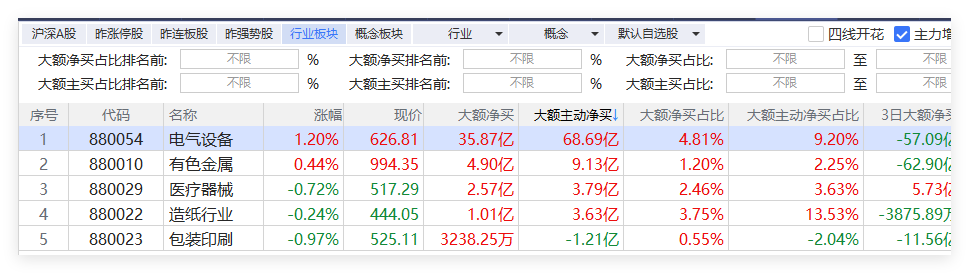 沪深A股 昨涨停股 昨连板股 昨强势股 行业板块 概念板块 行业 概念 默认自选股 四线开花 主力增
大额净买占比排名前: 不限 % 大额净买排名前: 不限 % 大额净买占比: 不限 至 不限
大额主买占比排名前: 不限 % 大额主买排名前: 不限 % 大额主买占比: 不限 至 不限
序号 代码 名称 涨幅 现价 大额净买 大额主动净买↓ 大额净买占比 大额主动净买占比 3日大额净买
1 880054 电气设备 1.20% 626.81 35.87亿 68.69亿 4.81% 9.20% -57.09亿
2 880010 有色金属 0.44% 994.35 4.90亿 9.13亿 1.20% 2.25% -62.90亿
3 880029 医疗器械 -0.72% 517.29 2.57亿 3.79亿 2.46% 3.63% 5.73亿
4 880022 造纸行业 -0.24% 444.05 1.01亿 3.63亿 3.75% 13.53% -3875.89万
5 880023 包装印刷 -0.97% 525.11 3238.25万 -1.21亿 0.55% -2.04% -11.56亿